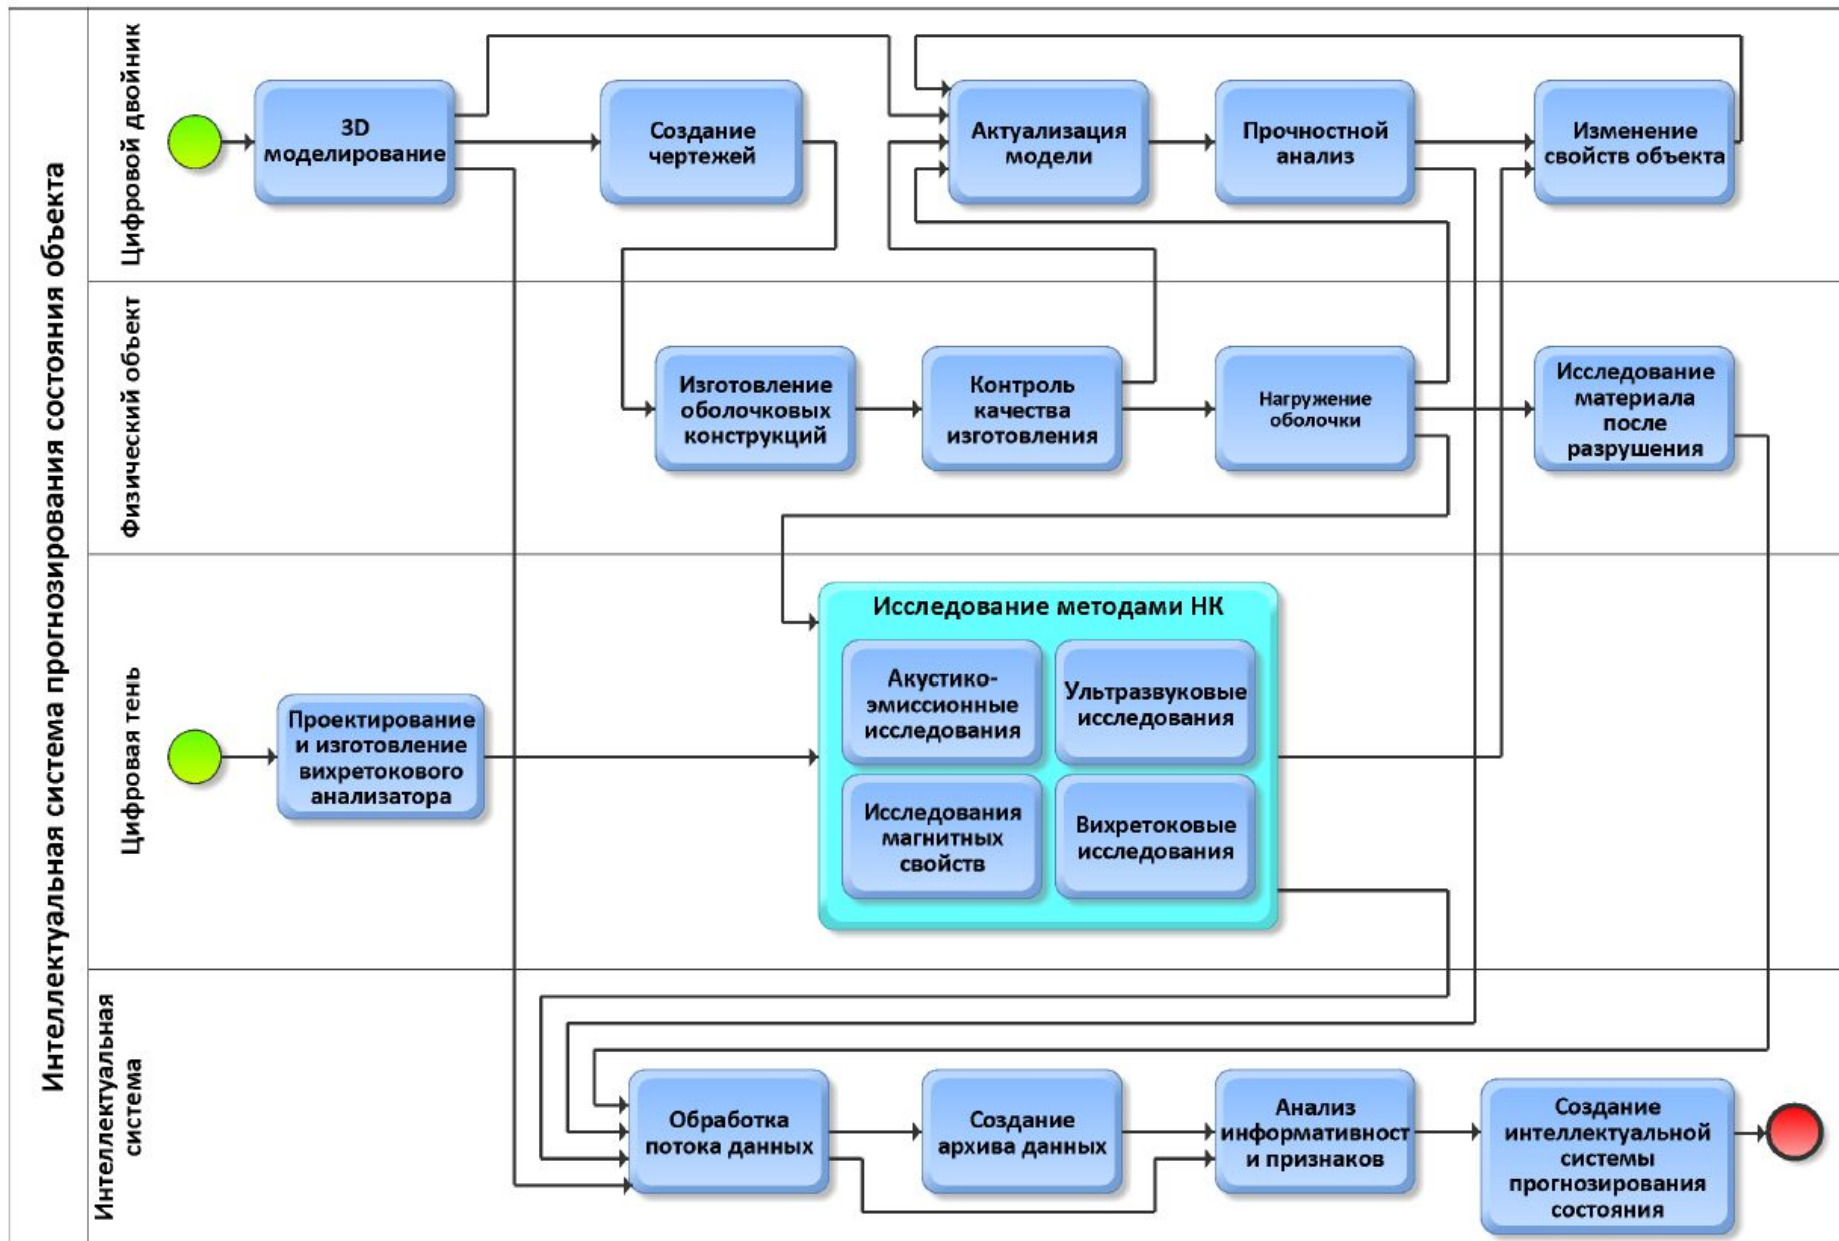 Интеллектуальная система прогнозирования состояния объекта
Цифровой двойник
3D
моделирование
Создание
чертежей
Актуализация
модели
Прочностной
анализ
Изменение
свойств объекта
Физический объект
Изготовление
оболочковых
конструкций
Контроль
качества
изготовления
Нагружение
оболочки
Исследование
материала
после
разрушения
Цифровая тень
Проектирование
и изготовление
вихретокового
анализатора
Исследование методами НК
Акустико-
эмиссионные
исследования
Ультразвуковые
исследования
Исследования
магнитных
свойств
Вихретоковые
исследования
Интеллектуальная
система
Обработка
потока данных
Создание
архива данных
Анализ
информативност
и признаков
Создание
интеллектуальной
системы
прогнозирования
состояния